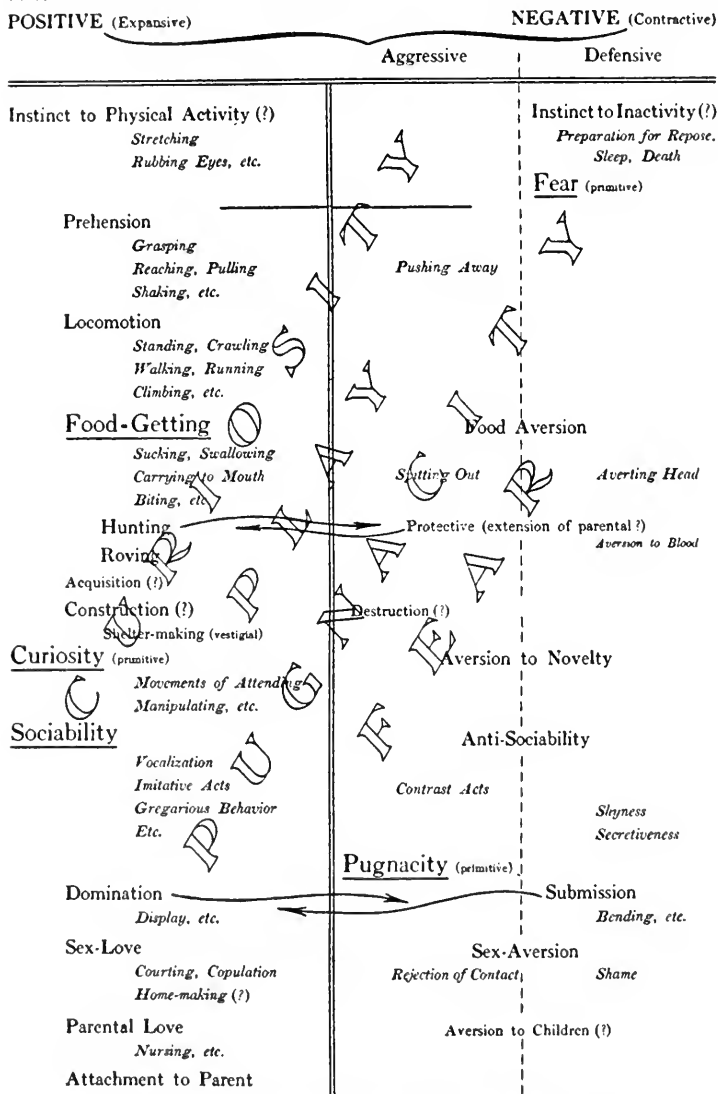 POSITIVE (Expansive) NEGATIVE (Contractive)
Aggressive Defensive
Instinct to Physical Activity (?) Instinct to Inactivity (?)
Stretching Preparation for Repose.
Rubbing Eyes, etc. Sleep, Death
Fear (primitive)
Prehension
Grasping
Reaching, Pulling Pushing Away
Shaking, etc.
Locomotion
Standing, Crawling
Walking, Running
Climbing, etc.
Food-Getting Food Aversion
Sucking, Swallowing
Carrying to Mouth Spitting Out Averting Head
Biting, etc.
Hunting Protective (extension of parental ?)
Roving Aversion to Blood
Acquisition (?)
Construction (?) Destruction (?)
Shelter-making (vestigial)
Curiosity (primitive) Aversion to Novelty
Movements of Attending
Manipulating, etc.
Sociability Anti-Sociability
Vocalization
Imitative Acts Contrast Acts
Gregarious Behavior Shyness
Etc. Secretiveness
Pugnacity (primitive)
Domination Submission
Display, etc. Bending, etc.
Sex-Love Sex-Aversion
Courting, Copulation Rejection of Contact Shame
Home-making (?)
Parental Love Aversion to Children (?)
Nursing, etc.
Attachment to Parent
CURIOSITY
PLAY
PUGNACITY
FEAR